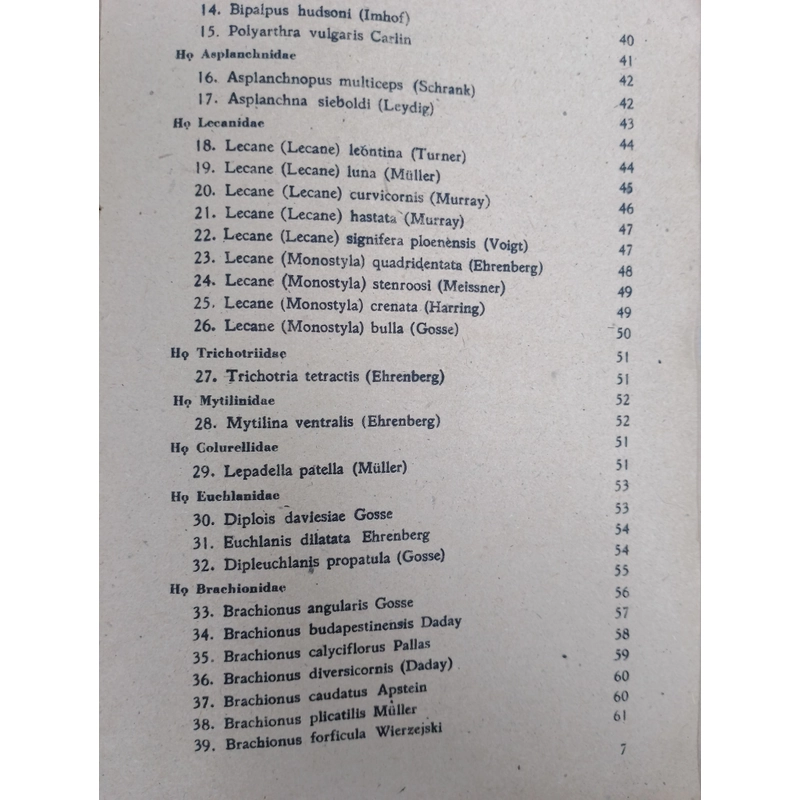 14. Bipalpus hudsoni (Imhof) 40
15. Polyarthra vulgaris Carlin 41
Họ Asplanchnidae 42
16. Asplanchnopus multiceps (Schrank) 42
17. Asplanchna sieboldi (Leydig) 43
Họ Lecanidae 44
18. Lecane (Lecane) leontina (Turner) 44
19. Lecane (Lecane) luna (Müller) 45
20. Lecane (Lecane) curvicornis (Murray) 46
21. Lecane (Lecane) hastata (Murray) 47
22. Lecane (Lecane) signifera ploenensis (Voigt) 47
23. Lecane (Monostyla) quadridentata (Ehrenberg) 48
24. Lecane (Monostyla) stenroosi (Meissner) 49
25. Lecane (Monostyla) crenata (Harring) 49
26. Lecane (Monostyla) bulla (Gosse) 50
Họ Trichotriidae 51
27. Trichotria tetractis (Ehrenberg) 51
Họ Mytilinidae 52
28. Mytilina ventralis (Ehrenberg) 52
Họ Colurellidae 51
29. Lepadella patella (Müller) 51
Họ Euchlanidae 53
30. Diplois daviesiae Gosse 53
31. Euchlanis dilatata Ehrenberg 54
32. Dipleuchlanis propatula (Gosse) 54
Họ Brachionidae 55
33. Brachionus angularis Gosse 56
34. Brachionus budapestinensis Daday 57
35. Brachionus calyciflorus Pallas 58
36. Brachionus diversicornis (Daday) 59
37. Brachionus caudatus Apstein 60
38. Brachionus plicatilis Müller 60
39. Brachionus forficula Wierzejski 61
7